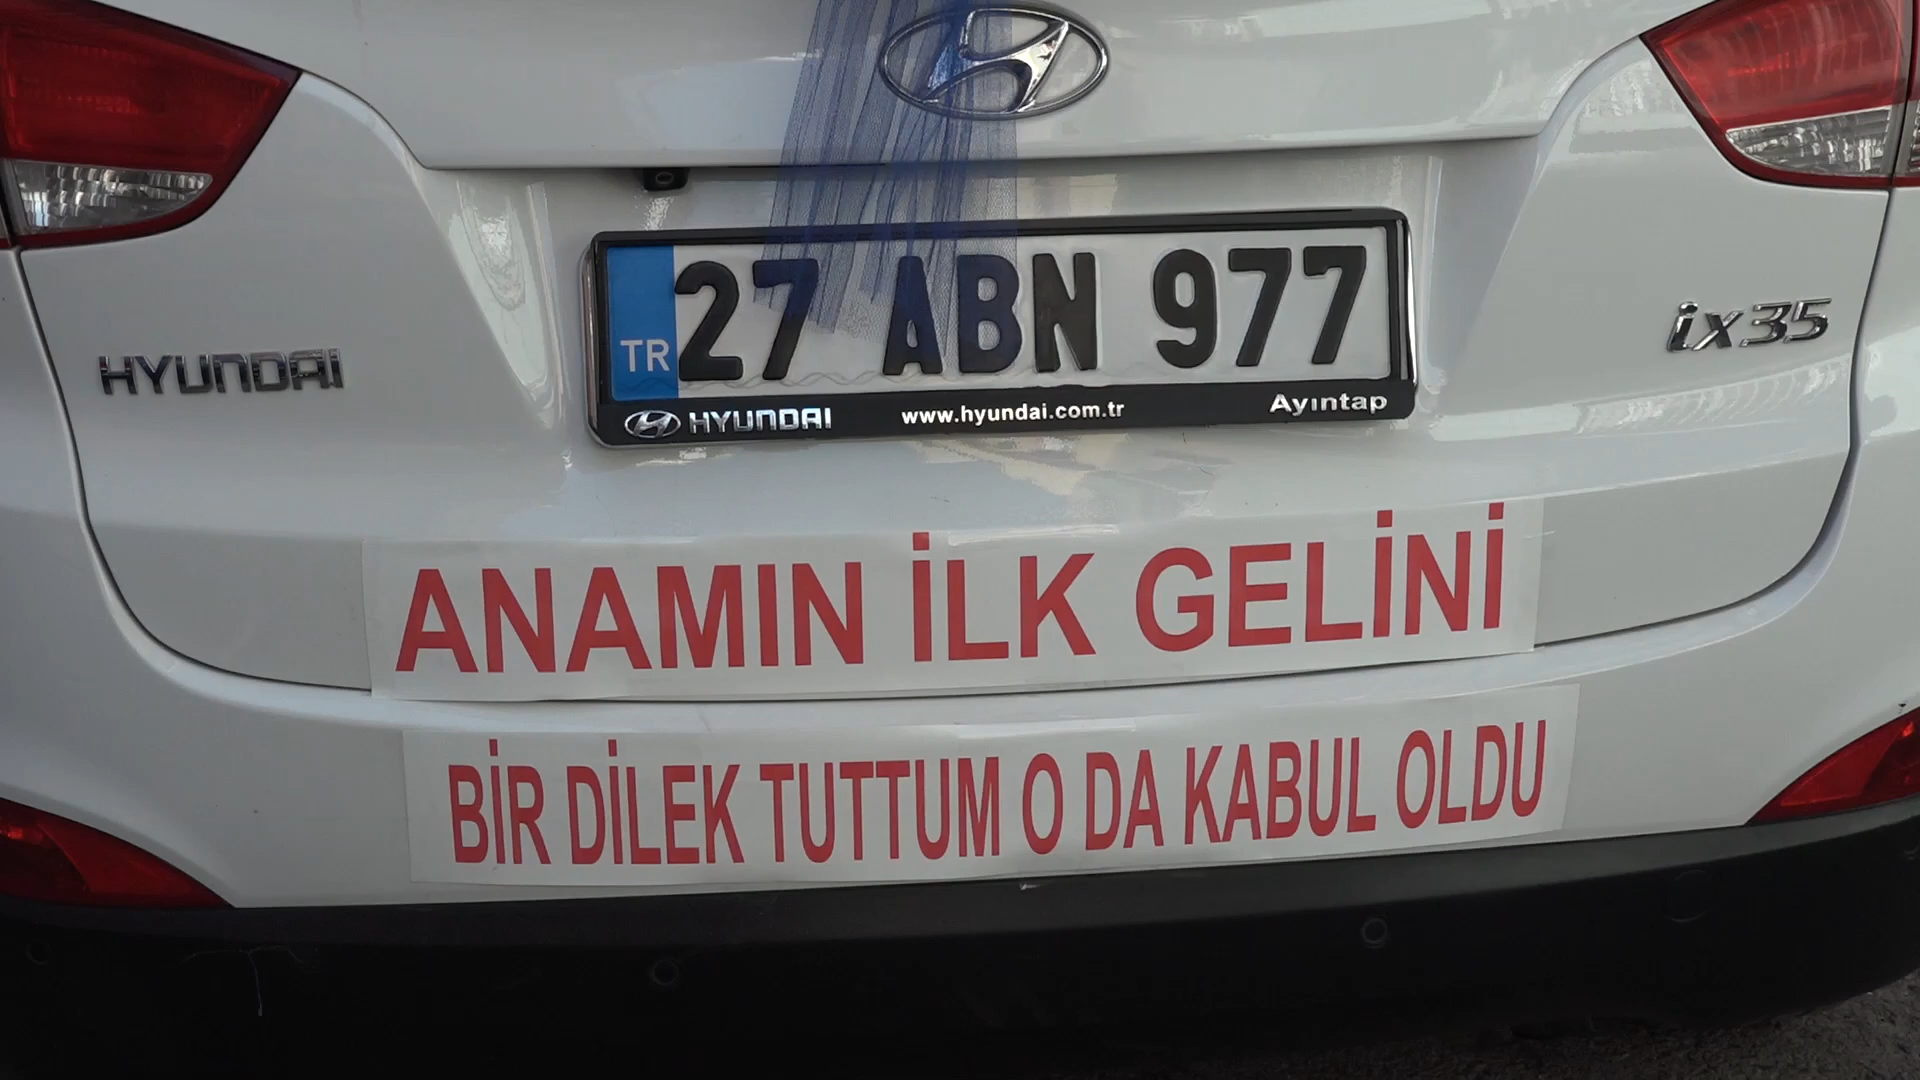 27 ABN 977
TR
HYUNDAI
ix35
HYUNDAI www.hyundai.com.tr Ayıntap
ANAMIN İLK GELİNİ
BİR DİLEK TUTTUM O DA KABUL OLDU